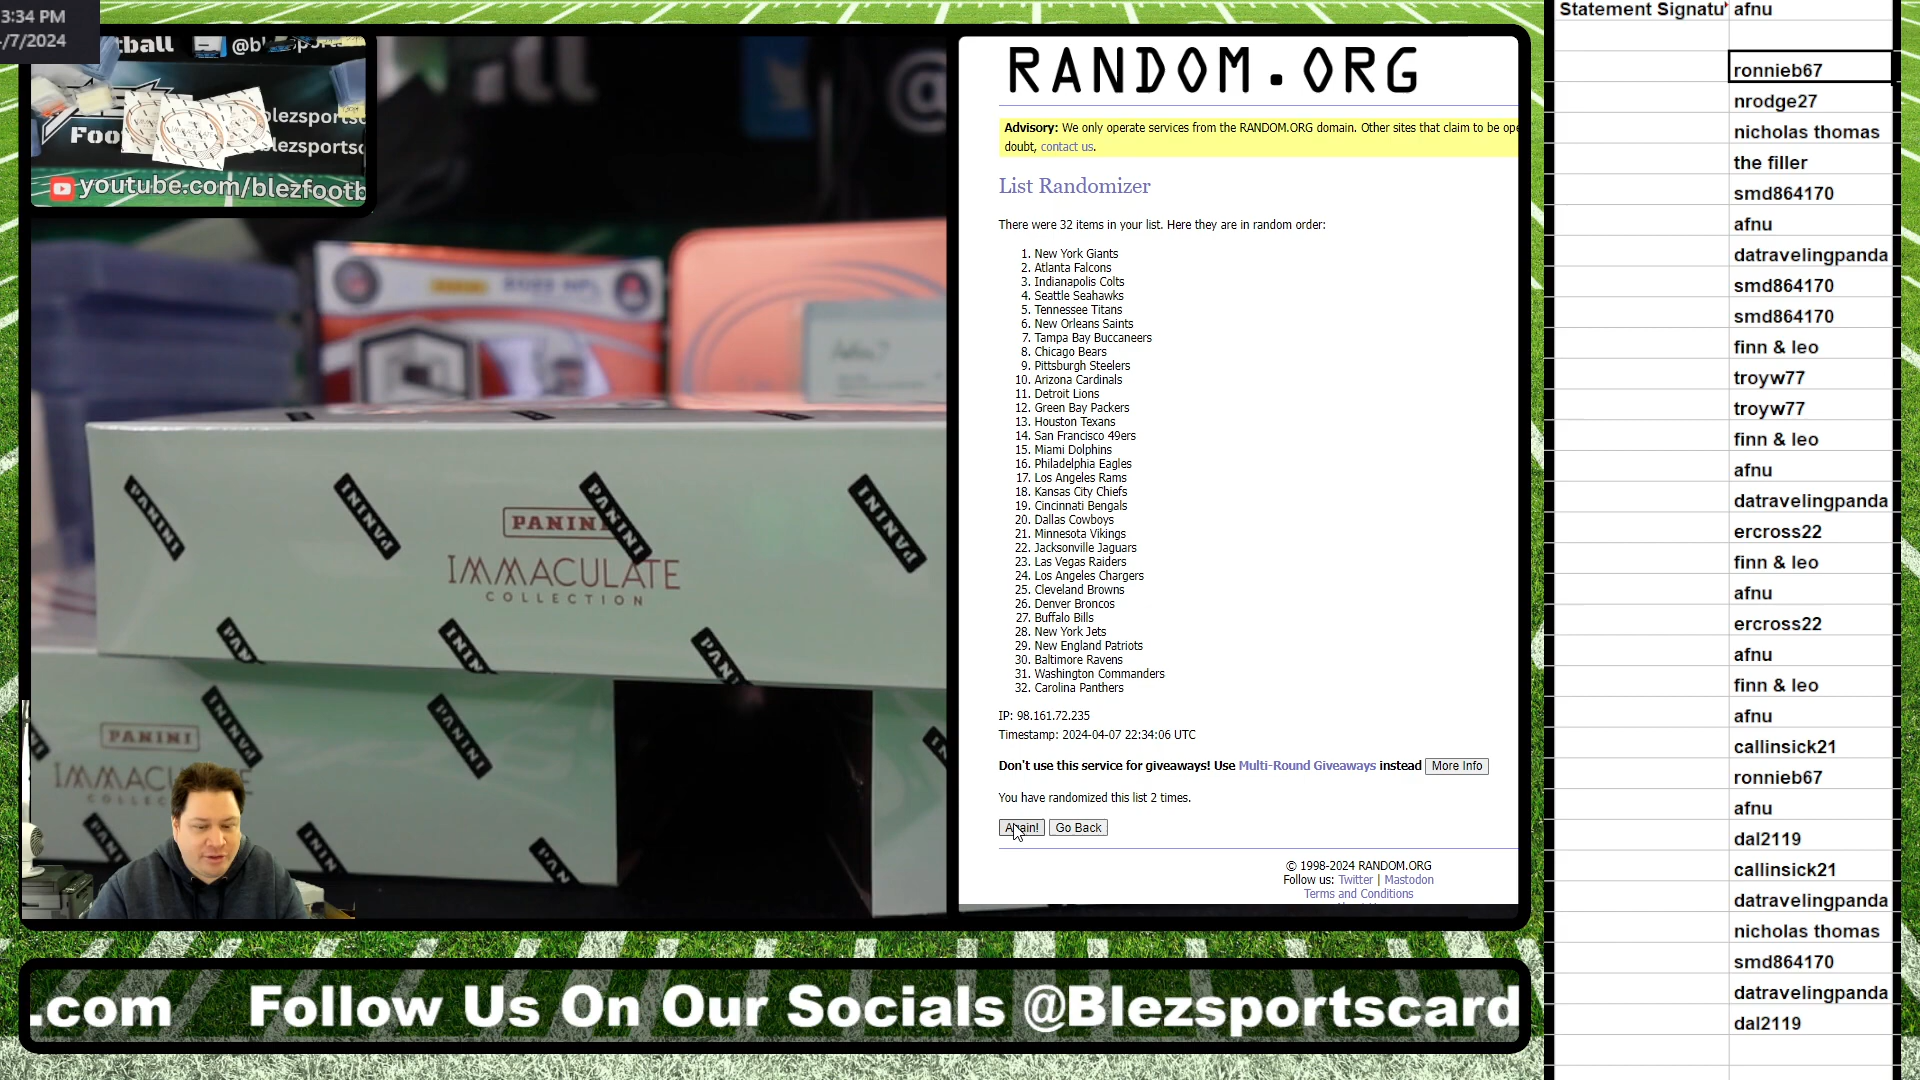 3:34 PM
/7/2024
tball @bl sports
Foo blezsports
blezsportsc
youtube.com/blezfootb
PANINI
IMMACULATE
COLLECTION
PANINI PANINI PANINI PANINI
PANINI
RANDOM.ORG
Advisory: We only operate services from the RANDOM.ORG domain. Other sites that claim to be ope
doubt, contact us.
List Randomizer
There were 32 items in your list. Here they are in random order:
1. New York Giants
2. Atlanta Falcons
3. Indianapolis Colts
4. Seattle Seahawks
5. Tennessee Titans
6. New Orleans Saints
7. Tampa Bay Buccaneers
8. Chicago Bears
9. Pittsburgh Steelers
10. Arizona Cardinals
11. Detroit Lions
12. Green Bay Packers
13. Houston Texans
14. San Francisco 49ers
15. Miami Dolphins
16. Philadelphia Eagles
17. Los Angeles Rams
18. Kansas City Chiefs
19. Cincinnati Bengals
20. Dallas Cowboys
21. Minnesota Vikings
22. Jacksonville Jaguars
23. Las Vegas Raiders
24. Los Angeles Chargers
25. Cleveland Browns
26. Denver Broncos
27. Buffalo Bills
28. New York Jets
29. New England Patriots
30. Baltimore Ravens
31. Washington Commanders
32. Carolina Panthers
IP: 98.161.72.235
Timestamp: 2024-04-07 22:34:06 UTC
Don't use this service for giveaways! Use Multi-Round Giveaways instead More Info
You have randomized this list 2 times.
Again! Go Back
© 1998-2024 RANDOM.ORG
Follow us: Twitter | Mastodon
Terms and Conditions
Statement Signatu afnu
ronnieb67
nrodge27
nicholas thomas
the filler
smd864170
afnu
datravelingpanda
smd864170
smd864170
finn & leo
troyw77
troyw77
finn & leo
afnu
datravelingpanda
ercross22
finn & leo
afnu
ercross22
afnu
finn & leo
afnu
callinsick21
ronnieb67
afnu
dal2119
callinsick21
datravelingpanda
nicholas thomas
smd864170
datravelingpanda
dal2119
.com Follow Us On Our Socials @Blezsportscard